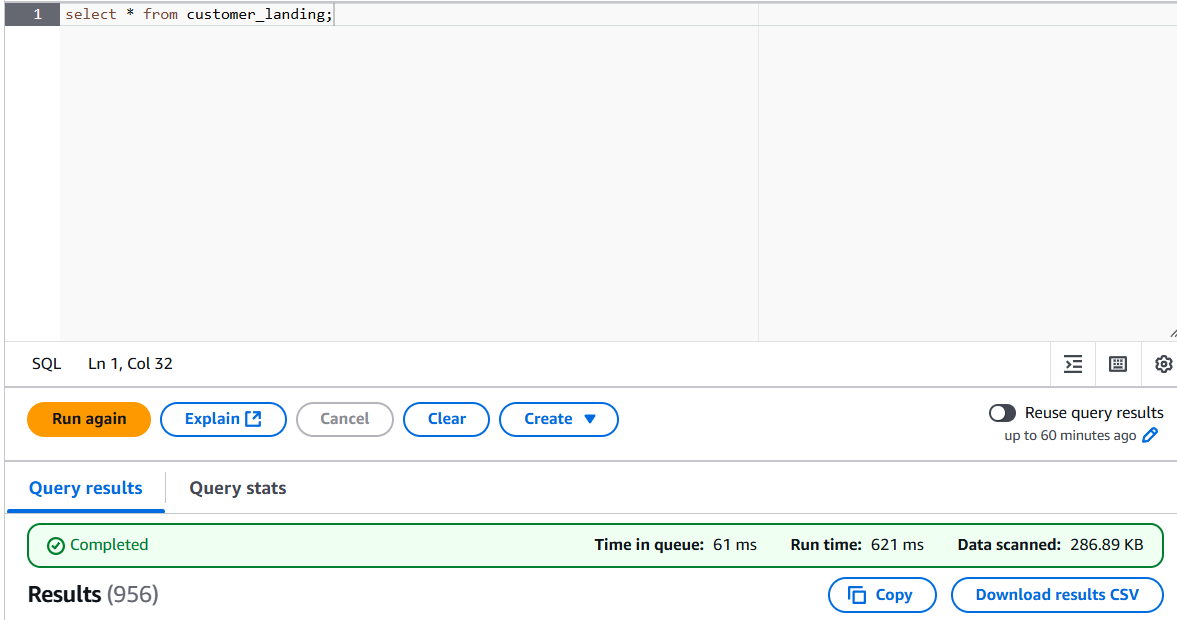 1 select * from customer_landing;
SQL Ln 1, Col 32
Run again Explain Cancel Clear Create Reuse query results
up to 60 minutes ago
Query results Query stats
Completed Time in queue: 61 ms Run time: 621 ms Data scanned: 286.89 KB
Results (956) Copy Download results CSV